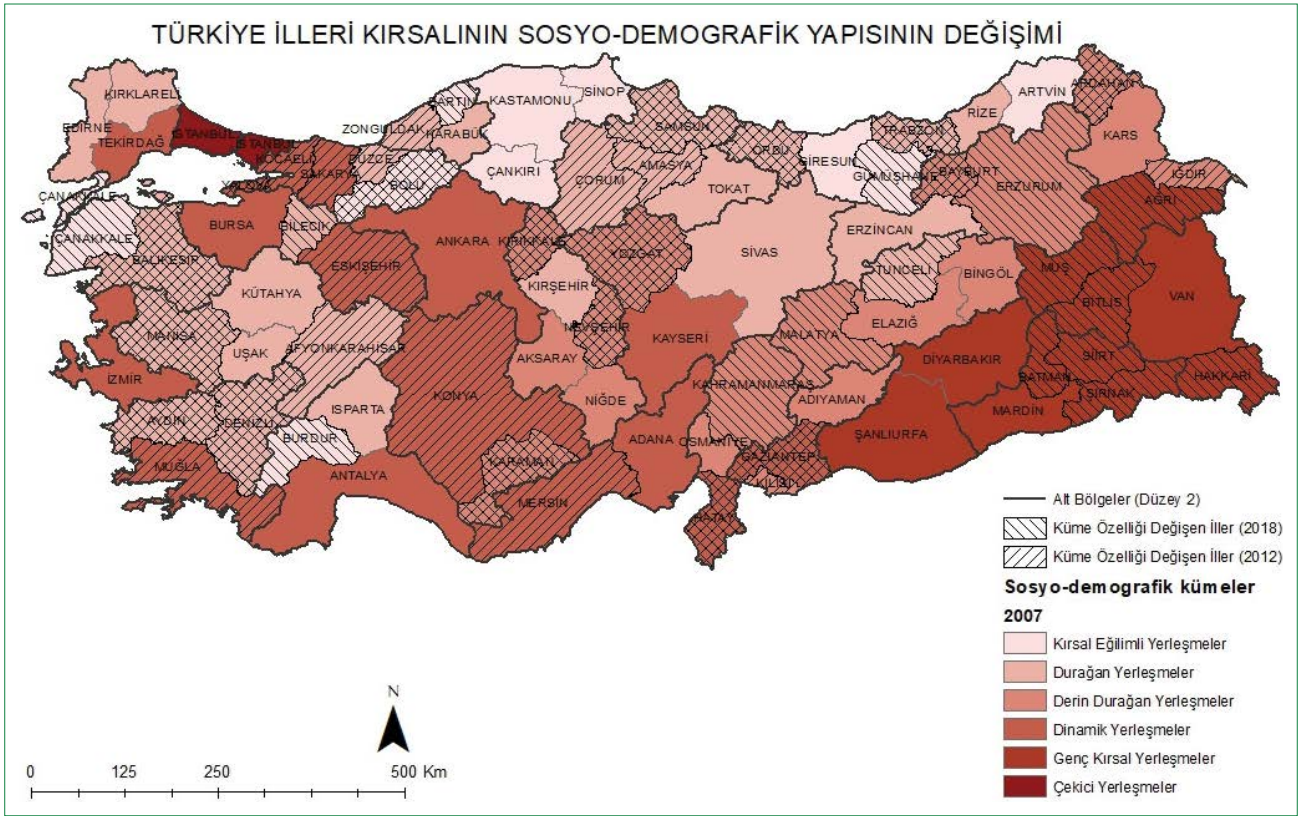 TÜRKİYE İLLERİ KIRSALININ SOSYO-DEMOGRAFİK YAPISININ DEĞİŞİMİ
KIRKLARELİ
EDİRNE
TEKİRDAĞ
İSTANBUL
İSTANBUL
KOCAELİ
YALOVA
SAKARYA
DÜZCE
ZONGULDAK
BARTIN
KARABÜK
KASTAMONU
SİNOP
ÇANKIRI
BOLU
SAMSUN
AMASYA
ÇORUM
TOKAT
ORDU
GİRESUN
GÜMÜŞHANE
TRABZON
RİZE
ARTVİN
ARDAHAN
KARS
IĞDIR
AĞRI
ERZURUM
BAYBURT
ERZİNCAN
TUNCELİ
BİNGÖL
MUŞ
BİTLİS
VAN
ÇANAKKALE
ÇANAKKALE
BALIKESİR
BURSA
BİLECİK
ESKİŞEHİR
ANKARA
KIRIKKALE
YOZGAT
SİVAS
KÜTAHYA
KIRŞEHİR
NEVŞEHİR
KAYSERİ
MALATYA
ELAZIĞ
DİYARBAKIR
BATMAN
SİİRT
ŞIRNAK
HAKKARİ
MANİSA
UŞAK
AFYONKARAHİSAR
AKSARAY
İZMİR
KONYA
NİĞDE
KAHRAMANMARAŞ
ADIYAMAN
MARDİN
ŞANLIURFA
AYDIN
DENİZLİ
ISPARTA
BURDUR
ADANA
OSMANİYE
GAZİANTEP
KİLİS
MUĞLA
ANTALYA
KARAMAN
MERSİN
HATAY
Alt Bölgeler (Düzey 2)
Küme Özelliği Değişen İller (2018)
Küme Özelliği Değişen İller (2012)
Sosyo-demografik kümeler
2007
Kırsal Eğilimli Yerleşmeler
Durağan Yerleşmeler
Derin Durağan Yerleşmeler
Dinamik Yerleşmeler
Genç Kırsal Yerleşmeler
Çekici Yerleşmeler
N
0 125 250 500 Km